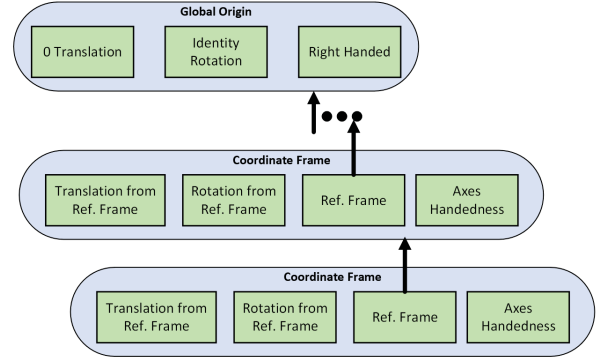 Global Origin
0 Translation
Identity
Rotation
Right Handed
Coordinate Frame
Translation from
Ref. Frame
Rotation from
Ref. Frame
Ref. Frame
Axes
Handedness
Coordinate Frame
Translation from
Ref. Frame
Rotation from
Ref. Frame
Ref. Frame
Axes
Handedness